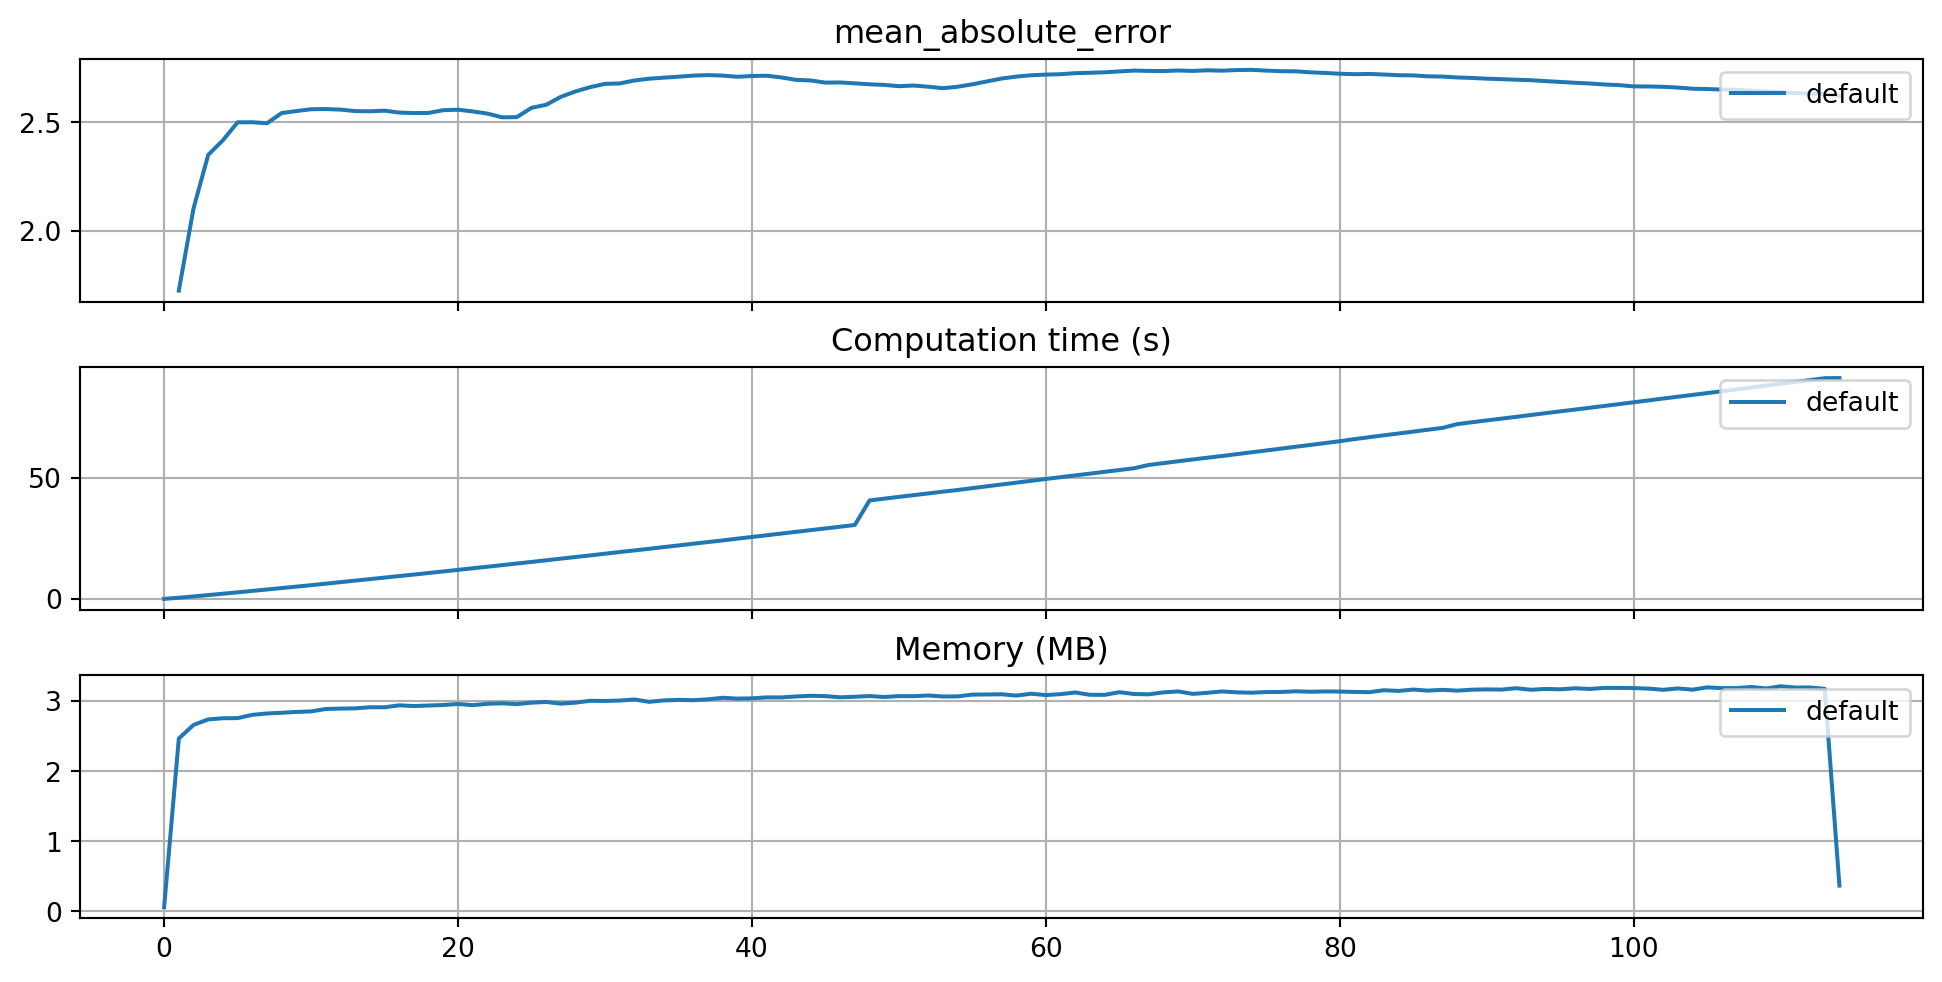 mean_absolute_error
2.5
2.0
default
Computation time (s)
50
0
default
Memory (MB)
3
2
1
0
default
0 20 40 60 80 100